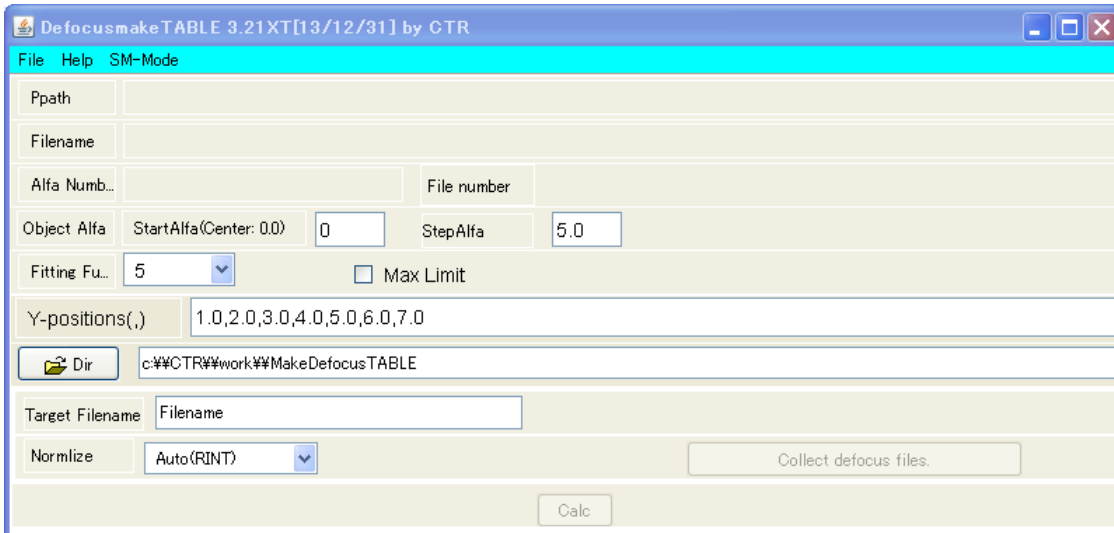 DefocusmakeTABLE 3.21XT[13/12/31] by CTR
File Help SM-Mode
Ppath
Filename
Alfa Numb... File number
Object Alfa StartAlfa(Center: 0.0) 0 StepAlfa 5.0
Fitting Fu... 5 Max Limit
Y-positions(,) 1.0,2.0,3.0,4.0,5.0,6.0,7.0
Dir c:¥¥CTR¥¥work¥¥MakeDefocusTABLE
Target Filename Filename
Normlize Auto(RINT) Collect defocus files.
Calc